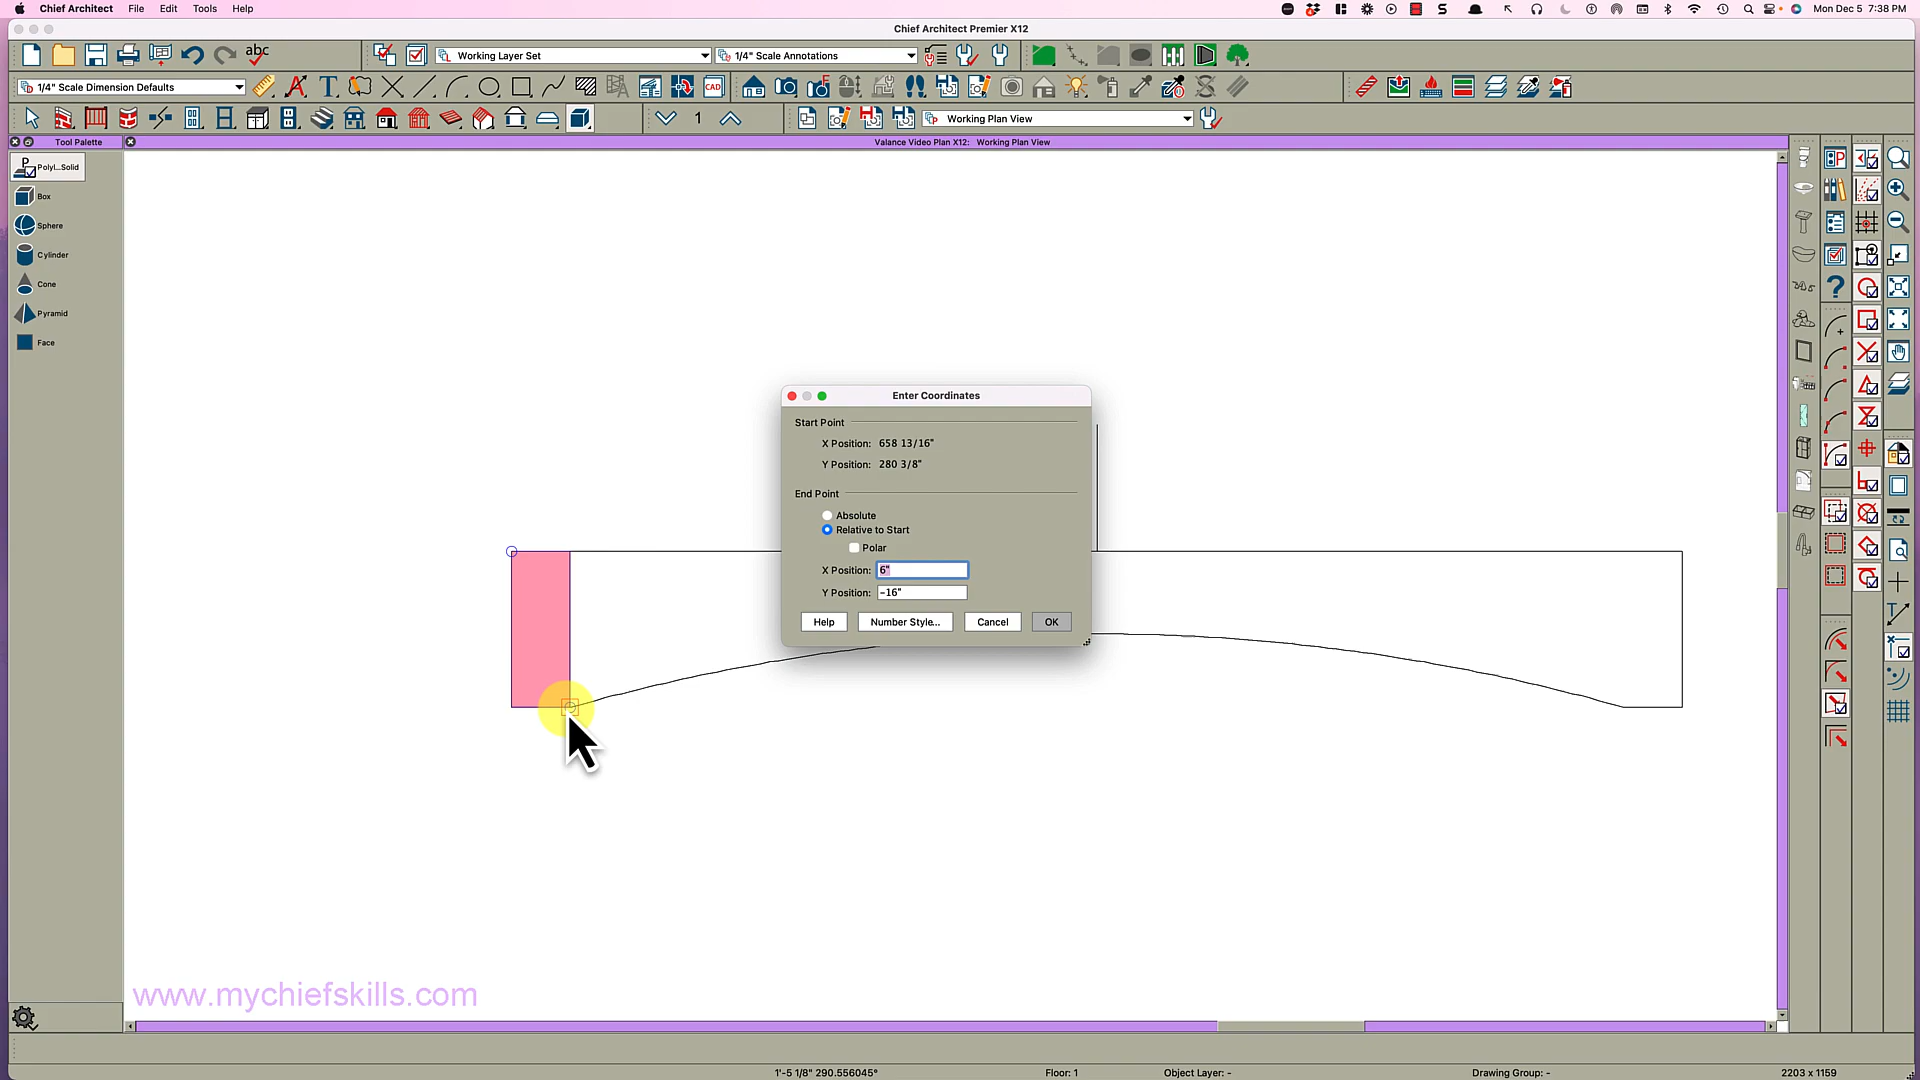 Chief Architect File Edit Tools Help
Mon Dec 5 7:38 PM
Chief Architect Premier X12
abc
Working Layer Set
1/4" Scale Annotations
1/4" Scale Dimension Defaults
CAD
1
Working Plan View
Tool Palette
Valance Video Plan X12: Working Plan View
Polyl...Solid
Box
Sphere
Cylinder
Cone
Pyramid
Face
Enter Coordinates
Start Point
X Position: 658 13/16"
Y Position: 280 3/8"
End Point
Absolute
Relative to Start
Polar
X Position: 6"
Y Position: -16"
Help
Number Style...
Cancel
OK
www.mychiefskills.com
1'-5 1/8" 290.556045°
Floor: 1
Object Layer: -
Drawing Group: -
2203 x 1159